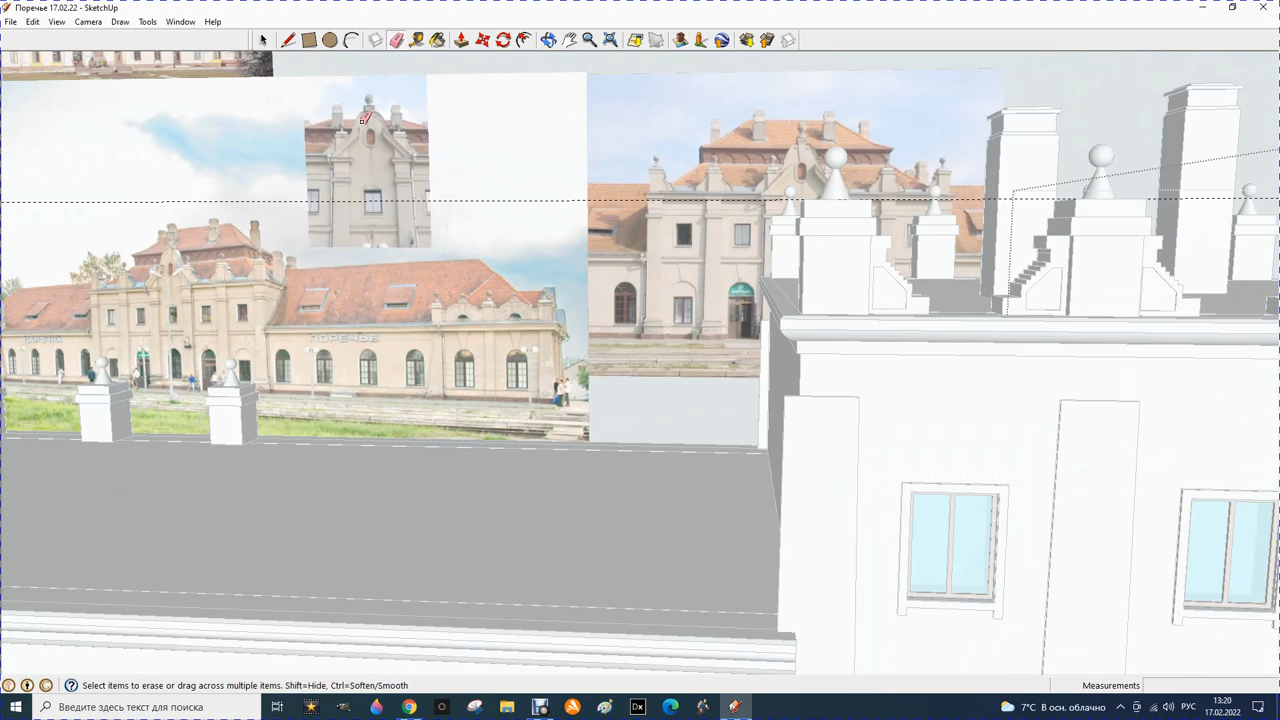 Поречье 17.02.22 - SketchUp
File Edit View Camera Draw Tools Window Help
ПОРЕЧЬЕ
Select items to erase or drag across multiple items. Shift=Hide, Ctrl=Soften/Smooth
Measurements
Введите здесь текст для поиска
Dx
7°C В осн. облачно
РУС
13:20
17.02.2022